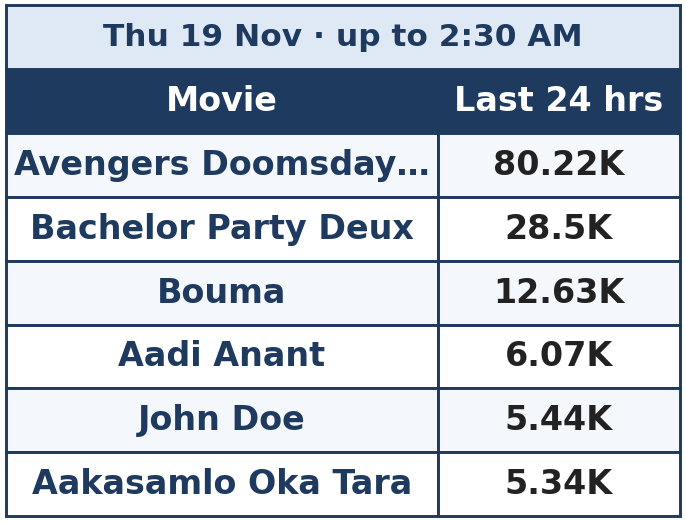 Thu 19 Nov · up to 2:30 AM
Movie Last 24 hrs
Avengers Doomsday... 80.22K
Bachelor Party Deux 28.5K
Bouma 12.63K
Aadi Anant 6.07K
John Doe 5.44K
Aakasamlo Oka Tara 5.34K